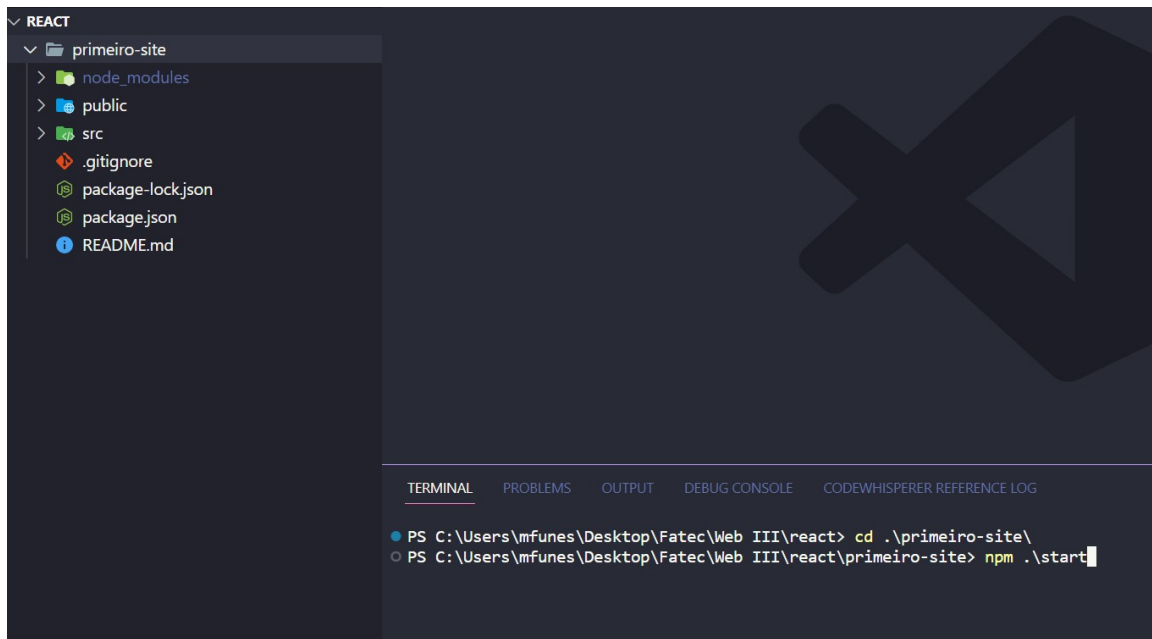 REACT
primeiro-site
node_modules
public
src
.gitignore
package-lock.json
package.json
README.md
TERMINAL PROBLEMS OUTPUT DEBUG CONSOLE CODEWHISPERER REFERENCE LOG
PS C:\Users\mfunes\Desktop\Fatec\Web III\react> cd .\primeiro-site\
PS C:\Users\mfunes\Desktop\Fatec\Web III\react\primeiro-site> npm .\start